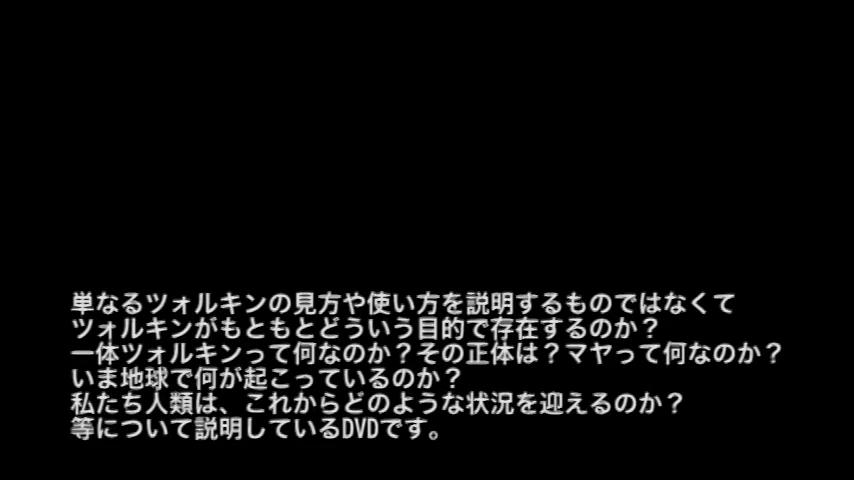 単なるツォルキンの見方や使い方を説明するものではなくて
ツォルキンがもともとどういう目的で存在するのか？
一体ツォルキンって何なのか？その正体は？マヤって何なのか？
いま地球で何が起こっているのか？
私たち人類は、これからどのような状況を迎えるのか？
等について説明しているDVDです。